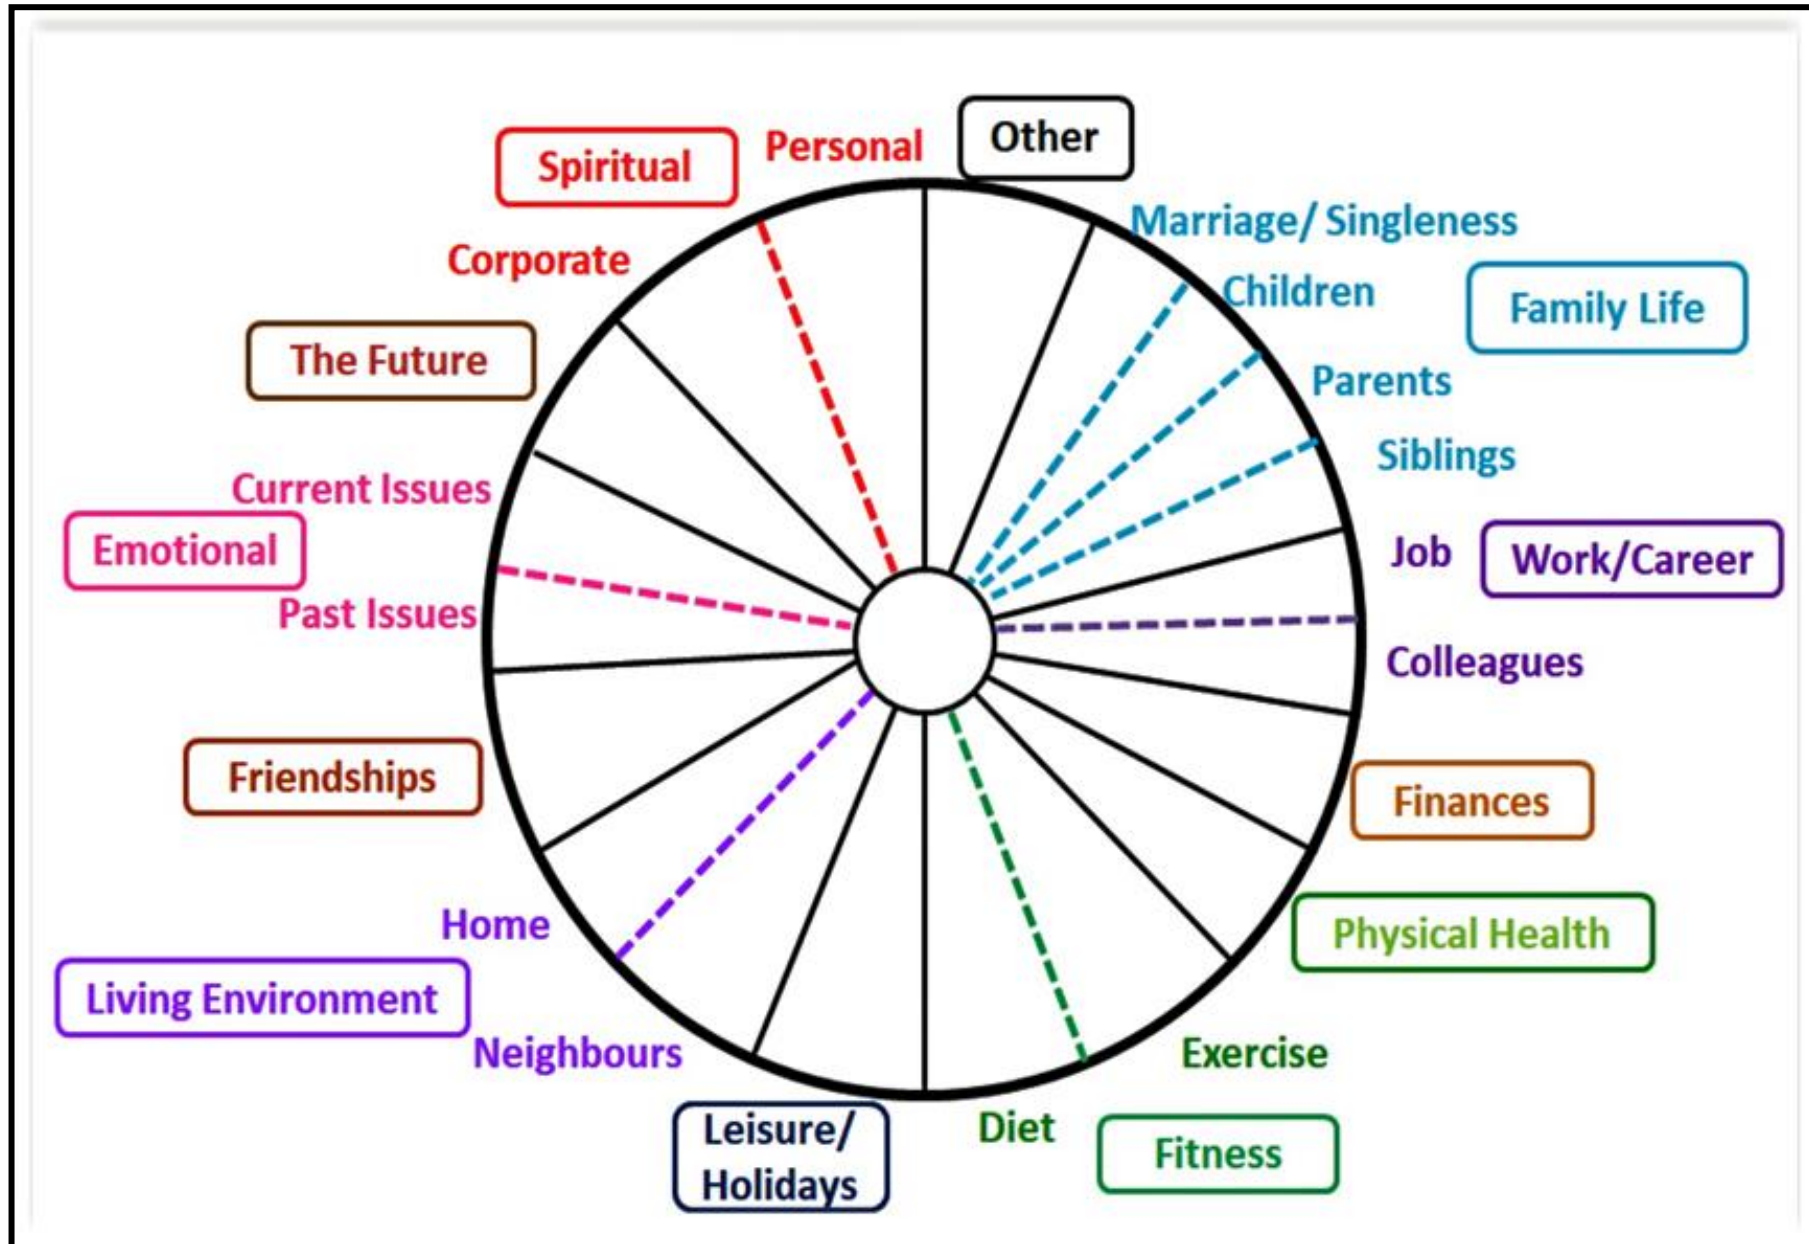 Other
Marriage/ Singleness
Children
Family Life
Parents
Siblings
Job
Work/Career
Colleagues
Finances
Physical Health
Exercise
Fitness
Diet
Leisure/
Holidays
Neighbours
Living Environment
Home
Friendships
Past Issues
Emotional
Current Issues
The Future
Corporate
Spiritual
Personal